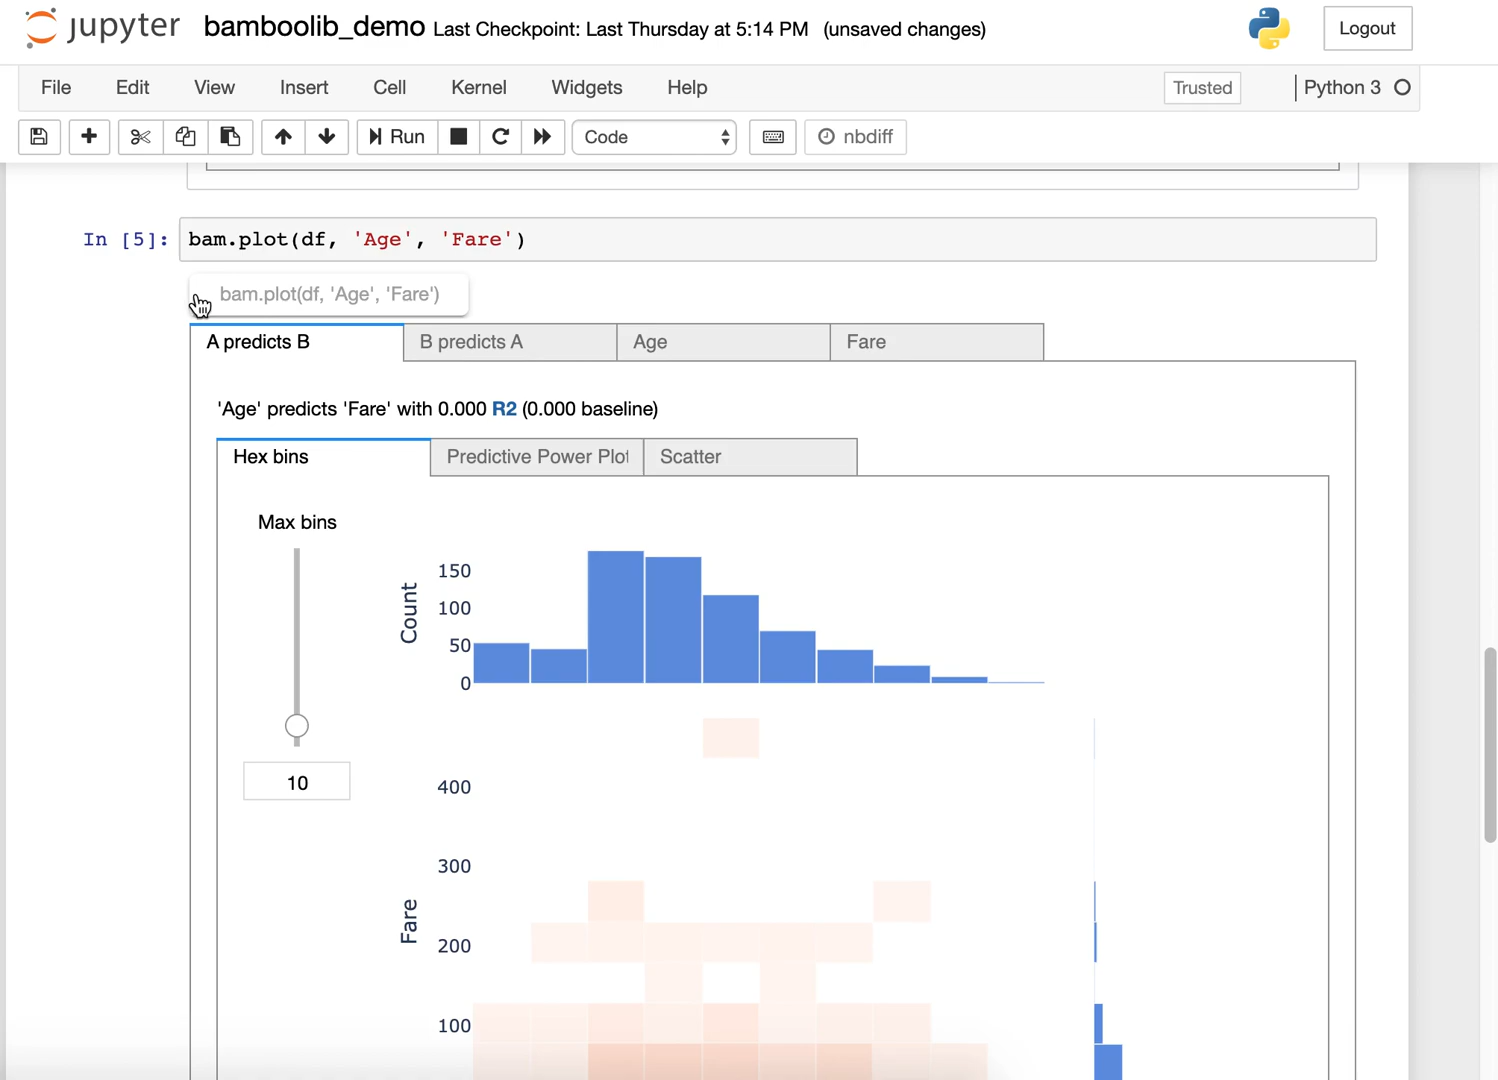 jupyter bamboolib_demo Last Checkpoint: Last Thursday at 5:14 PM (unsaved changes) Logout
File Edit View Insert Cell Kernel Widgets Help Trusted Python 3
Run Code nbdiff
In [5]: bam.plot(df, 'Age', 'Fare')
bam.plot(df, 'Age', 'Fare')
A predicts B B predicts A Age Fare
'Age' predicts 'Fare' with 0.000 R2 (0.000 baseline)
Hex bins Predictive Power Plot Scatter
Max bins
10
Count
150
100
50
0
Fare
400
300
200
100